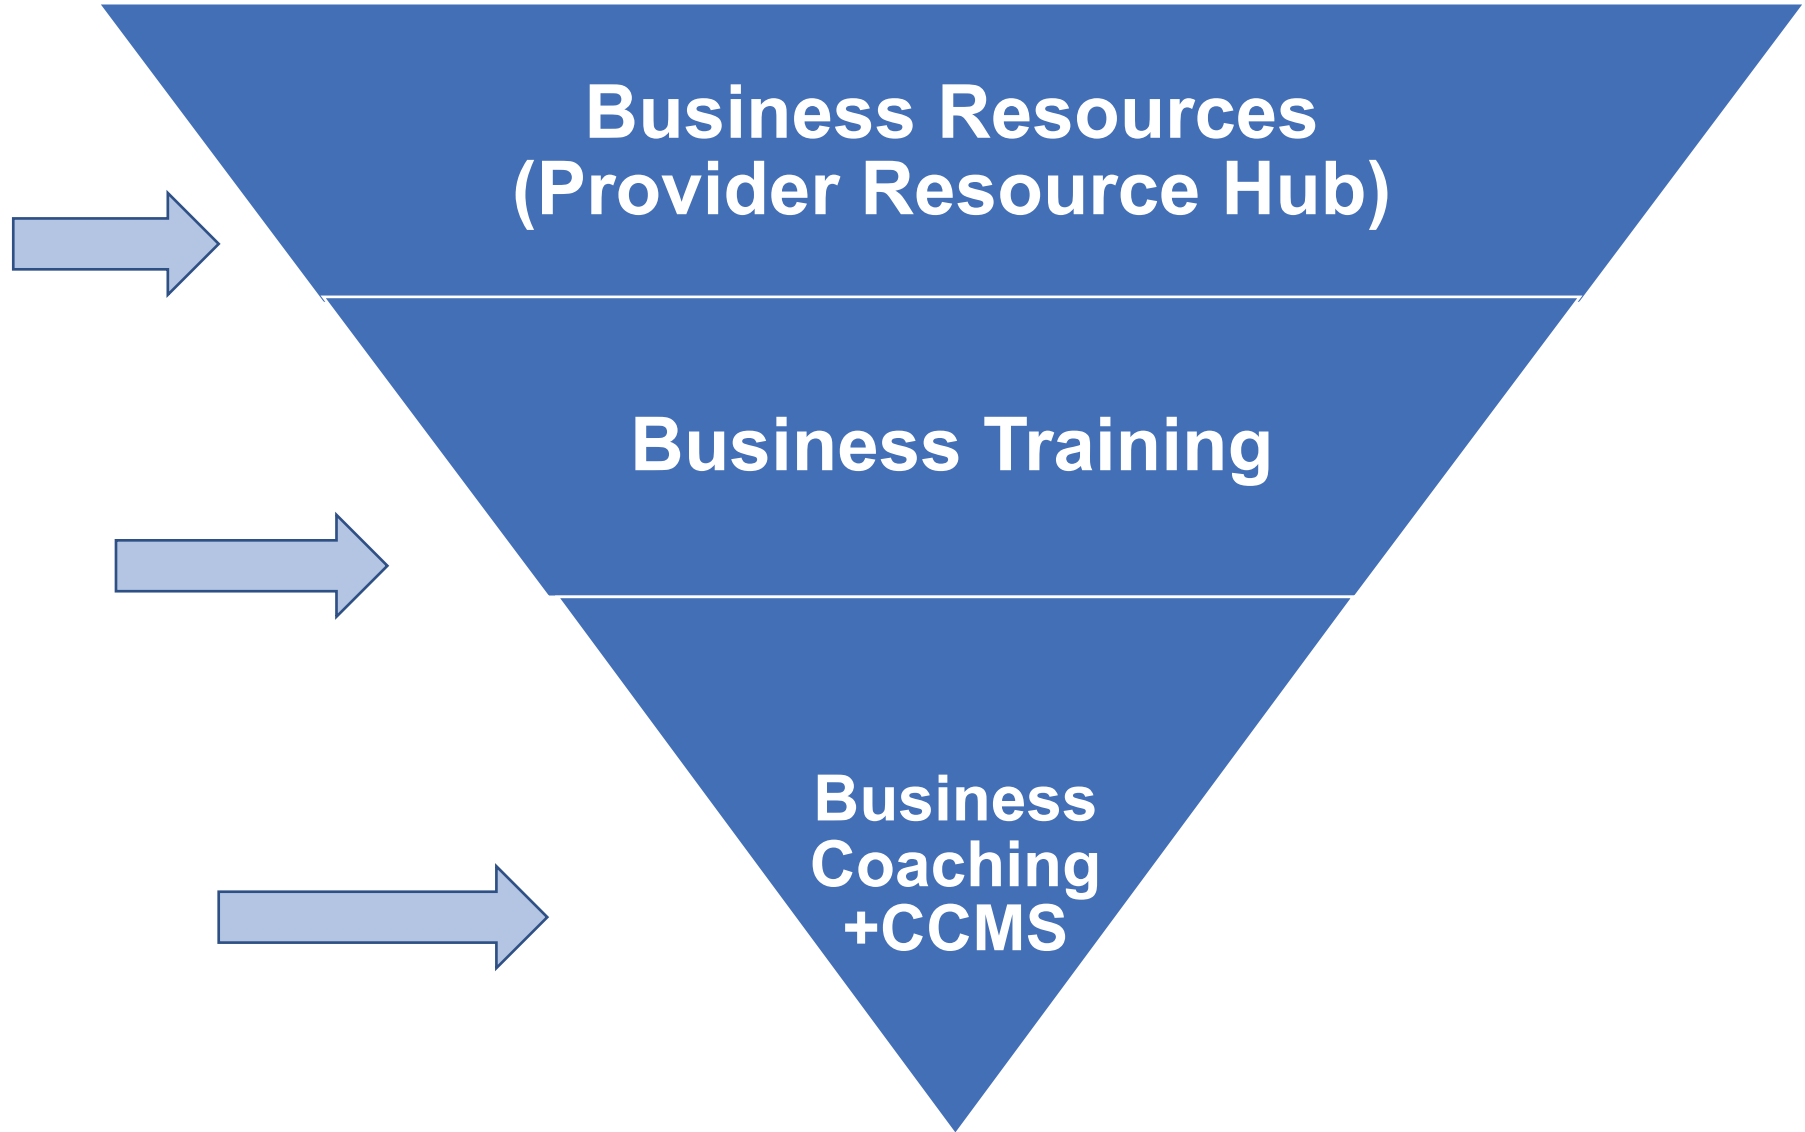 Business Resources
(Provider Resource Hub)
Business Training
Business
Coaching
+CCMS